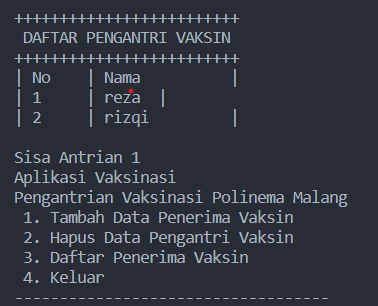 +++++++++++++++++++++++++
DAFTAR PENGANTRI VAKSIN
+++++++++++++++++++++++++
| No | Nama |
| 1 | reza |
| 2 | rizqi |
Sisa Antrian 1
Aplikasi Vaksinasi
Pengantrian Vaksinasi Polinema Malang
1. Tambah Data Penerima Vaksin
2. Hapus Data Pengantri Vaksin
3. Daftar Penerima Vaksin
4. Keluar
-----------------------------------